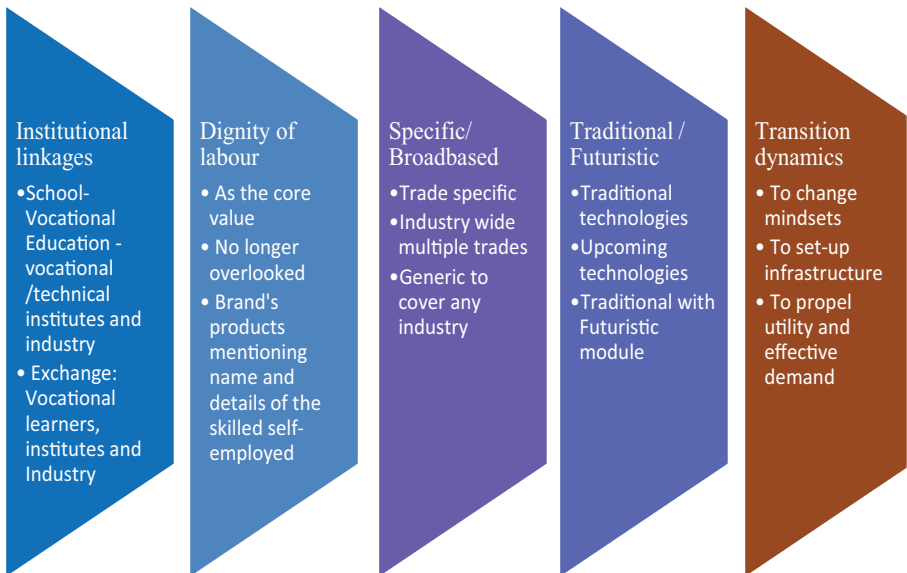 Institutional
linkages
•School-
Vocational
Education -
vocational
/technical
institutes and
industry
• Exchange:
Vocational
learners,
institutes and
Industry
Dignity of
labour
• As the core
value
• No longer
overlooked
• Brand's
products
mentioning
name and
details of the
skilled self-
employed
Specific/
Broadbased
•Trade specific
•Industry wide
multiple trades
•Generic to
cover any
industry
Traditional /
Futuristic
•Traditional
technologies
•Upcoming
technologies
•Traditional with
Futuristic
module
Transition
dynamics
• To change
mindsets
• To set-up
infrastructure
• To propel
utility and
effective
demand